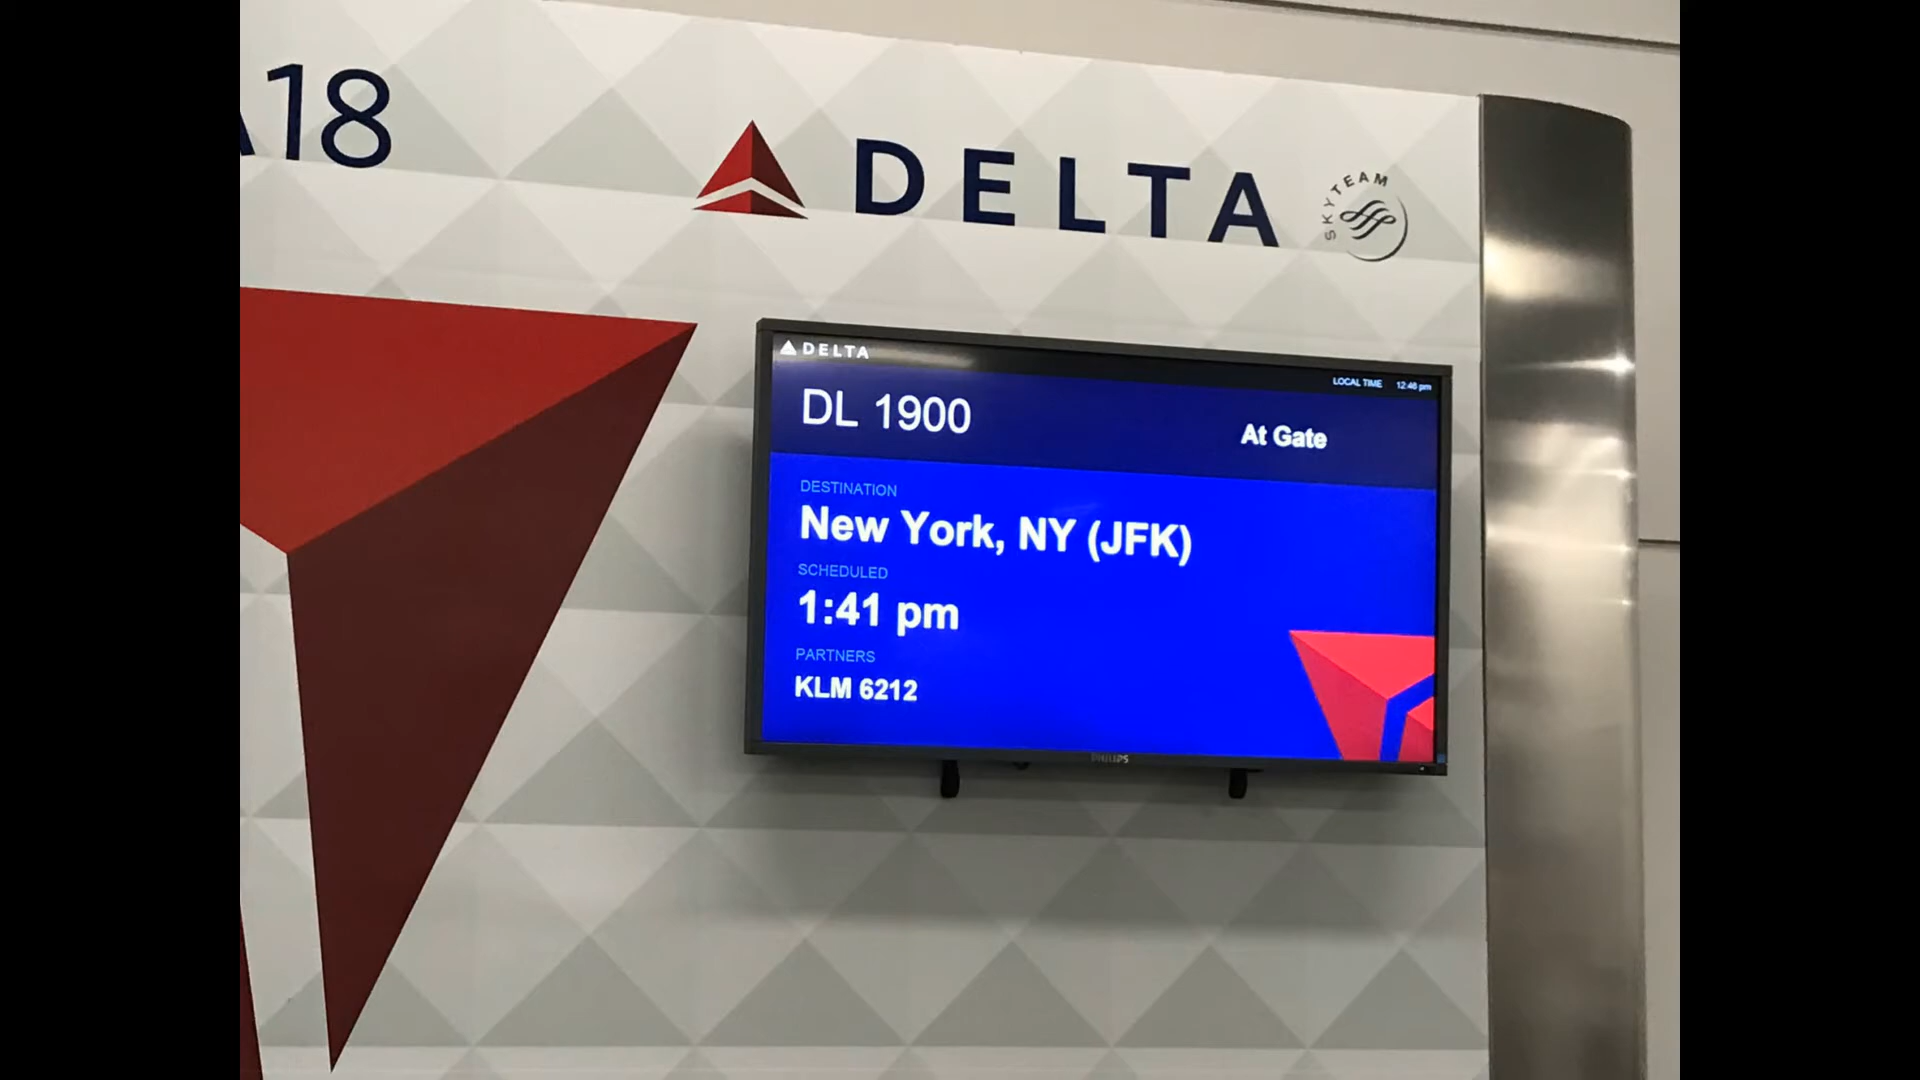 A18
DELTA
SKYTEAM
DELTA
LOCAL TIME 12:46 pm
DL 1900
At Gate
DESTINATION
New York, NY (JFK)
SCHEDULED
1:41 pm
PARTNERS
KLM 6212
PHILIPS